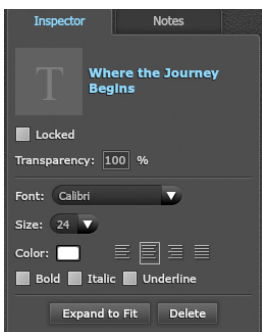 Inspector Notes
T
Where the Journey
Begins
Locked
Transparency: 100 %
Font: Calibri
Size: 24
Color:
Bold Italic Underline
Expand to Fit Delete